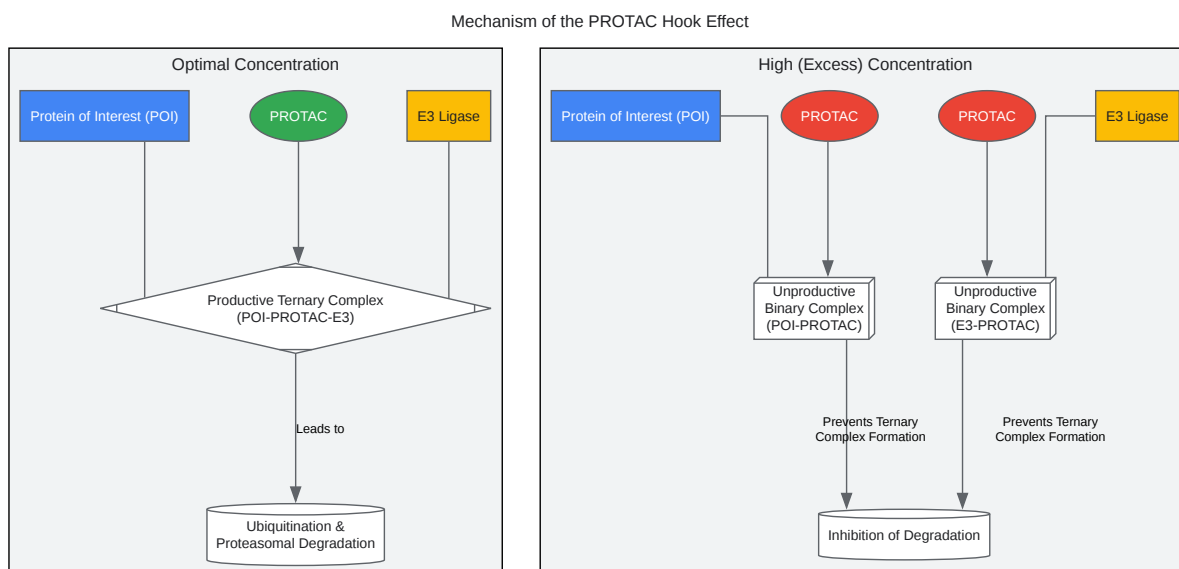 Mechanism of the PROTAC Hook Effect
Optimal Concentration
Protein of Interest (POI)
PROTAC
E3 Ligase
Productive Ternary Complex
(POI-PROTAC-E3)
Leads to
Ubiquitination &
Proteasomal Degradation
High (Excess) Concentration
Protein of Interest (POI)
PROTAC
PROTAC
E3 Ligase
Unproductive
Binary Complex
(POI-PROTAC)
Unproductive
Binary Complex
(E3-PROTAC)
Prevents Ternary
Complex Formation
Prevents Ternary
Complex Formation
Inhibition of Degradation